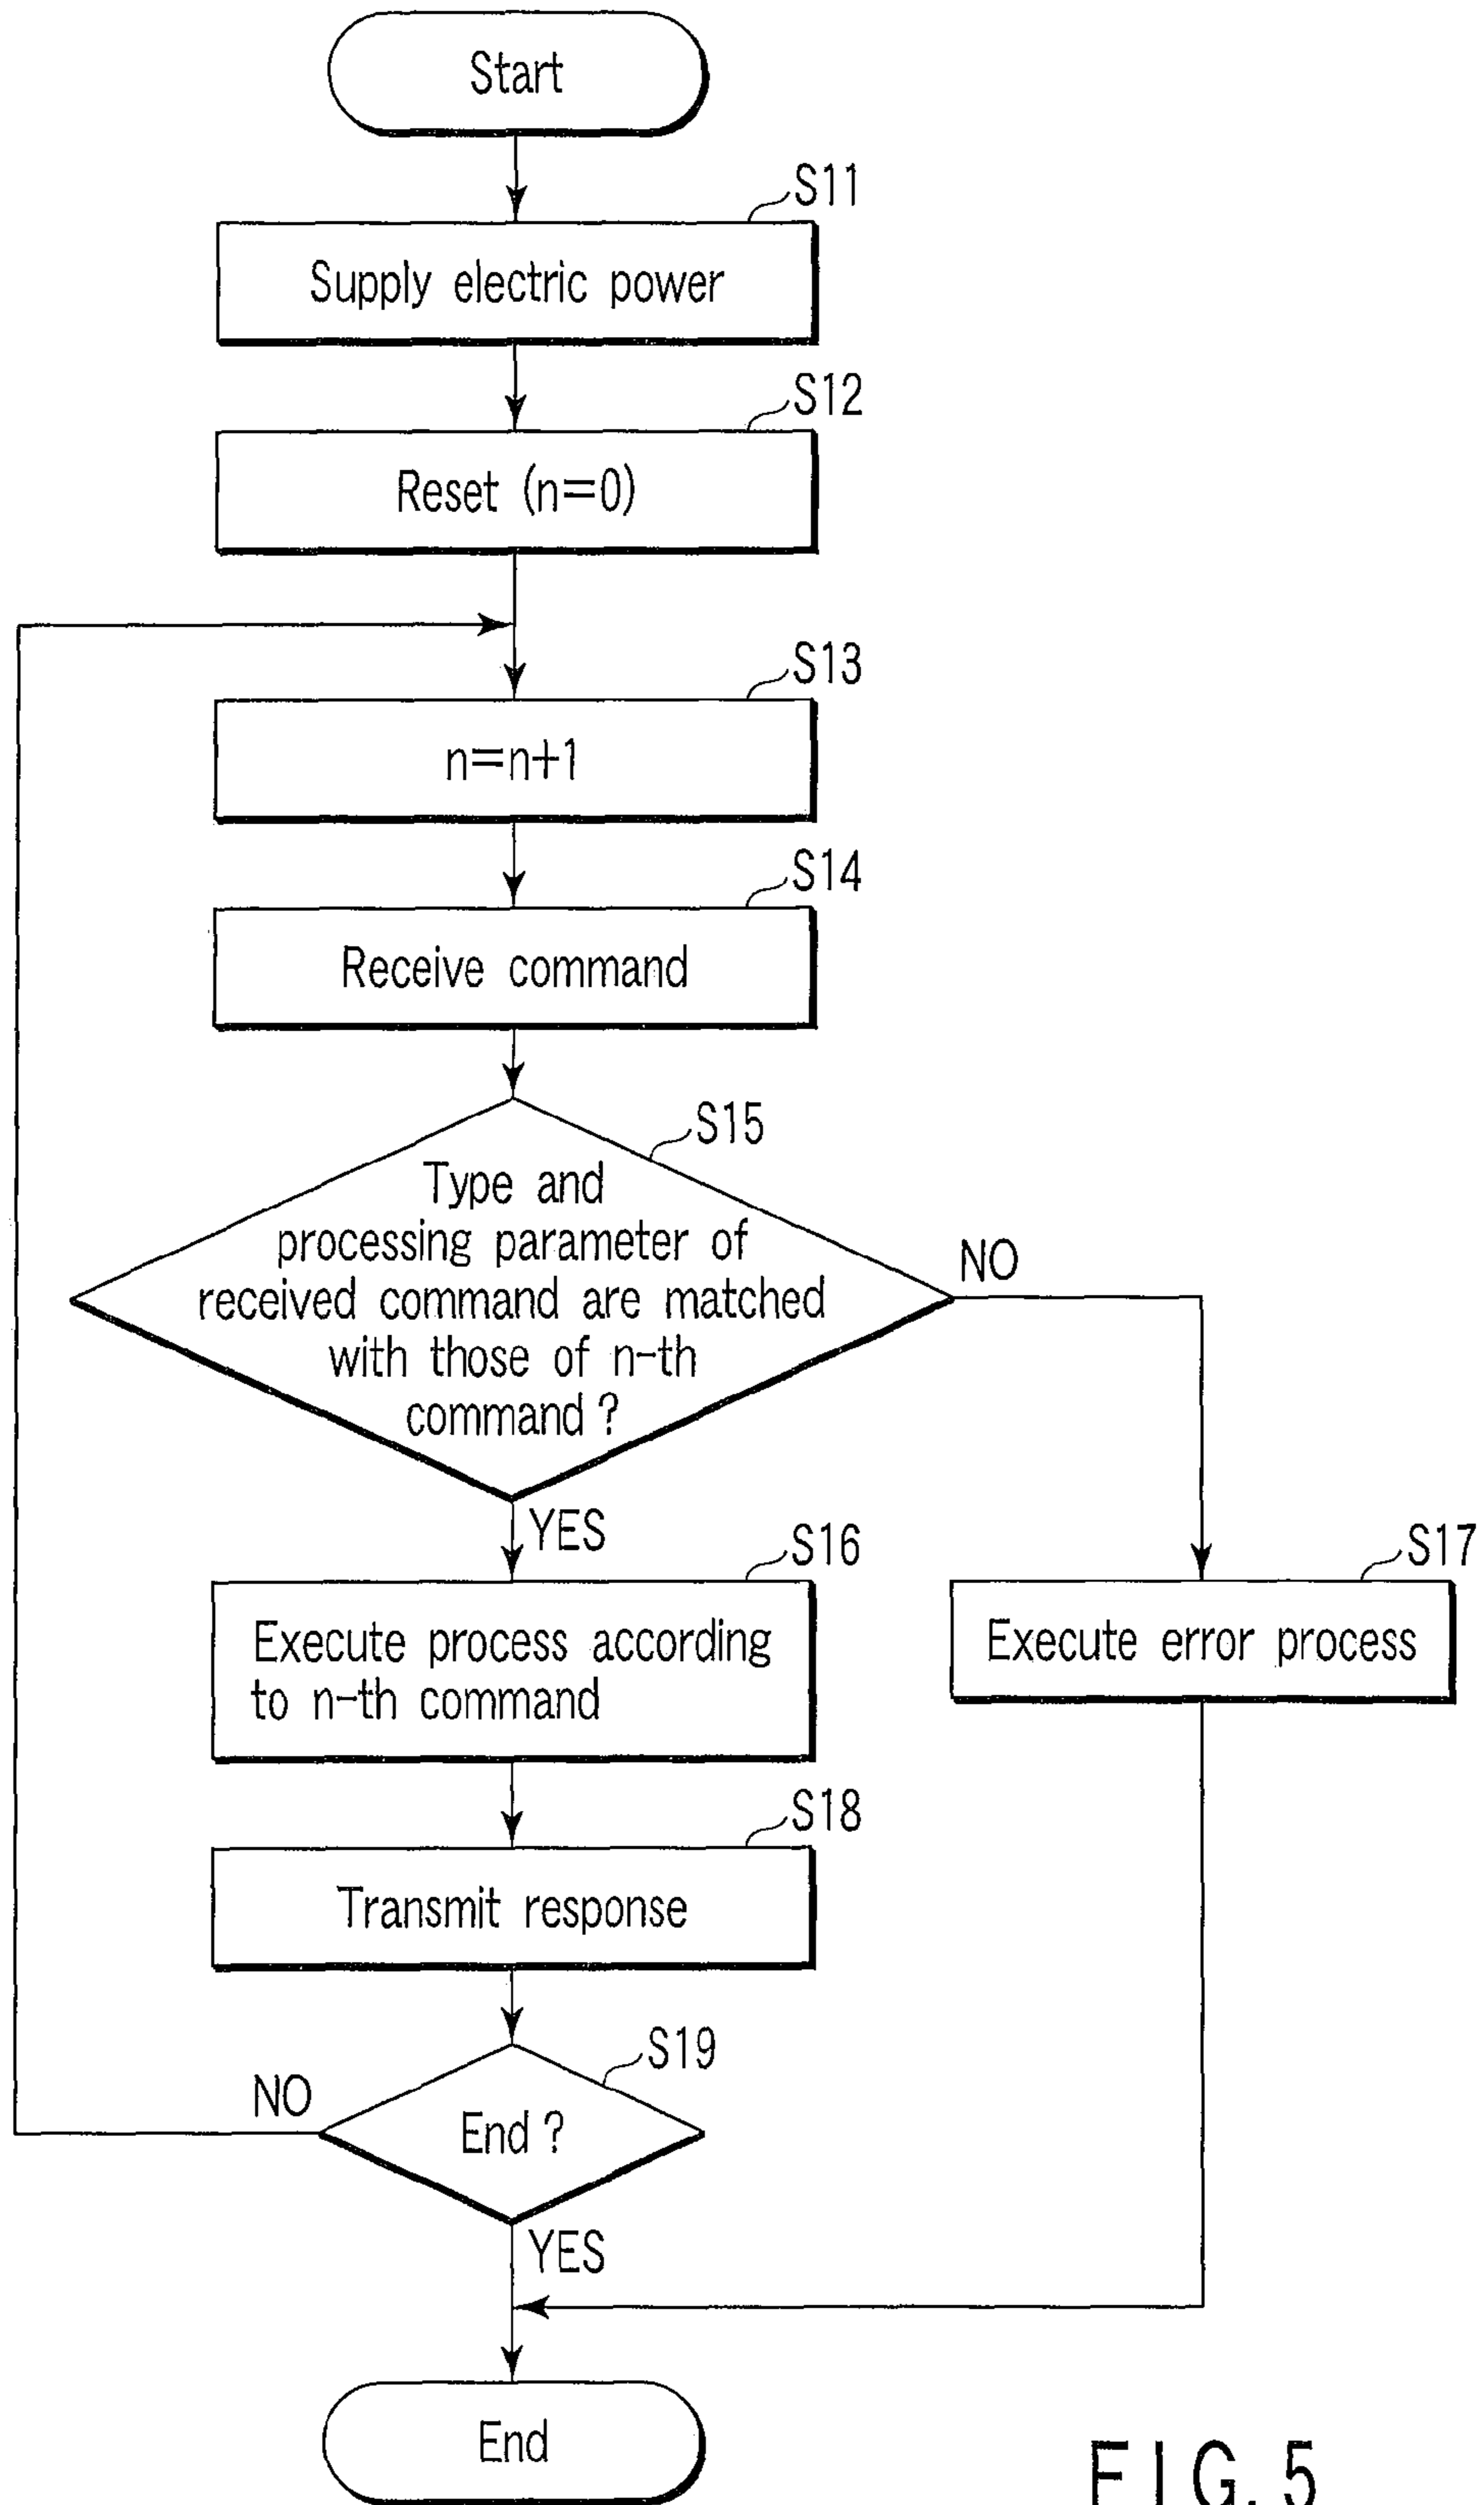 Start
S11
Supply electric power
S12
Reset (n=0)
S13
n=n+1
S14
Receive command
S15
Type and
processing parameter of
received command are matched
with those of n-th
command?
NO
YES
S16
Execute process according
to n-th command
S17
Execute error process
S18
Transmit response
S19
End?
NO
YES
End
FIG. 5